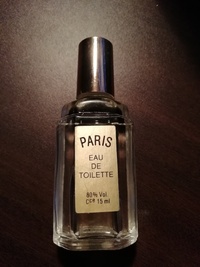 PARIS
EAU
DE
TOILETTE
80% Vol.
15 ml